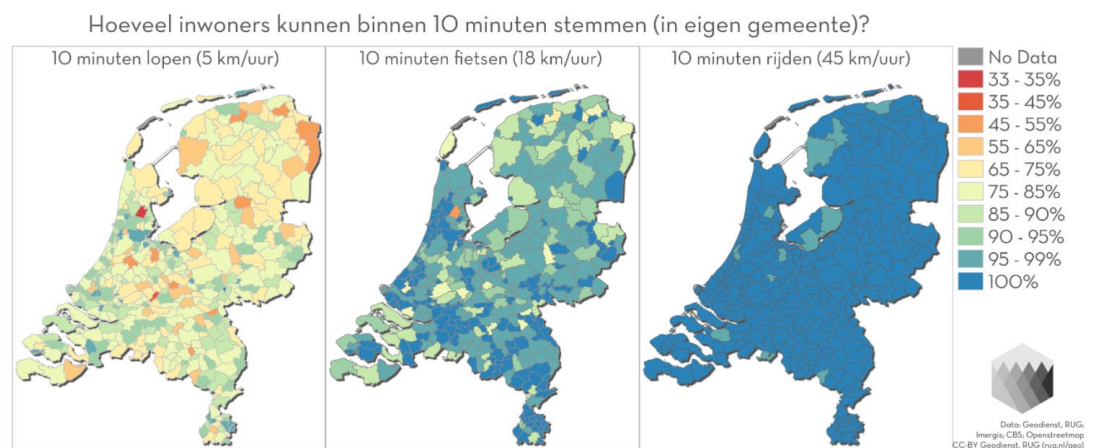 Hoeveel inwoners kunnen binnen 10 minuten stemmen (in eigen gemeente)?
10 minuten lopen (5 km/uur)
10 minuten fietsen (18 km/uur)
10 minuten rijden (45 km/uur)
No Data
33 - 35%
35 - 45%
45 - 55%
55 - 65%
65 - 75%
75 - 85%
85 - 90%
90 - 95%
95 - 99%
100%
Data: Geodienst, RUG;
Imergis; CBS; Openstreetmap
CC-BY Geodienst, RUG (rug.nl/geo)